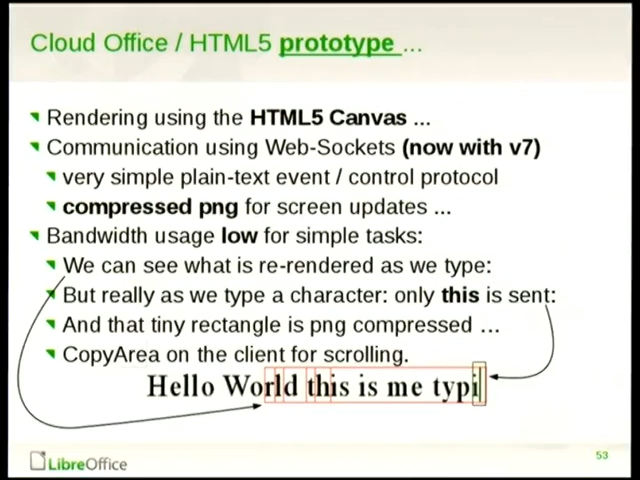 Cloud Office / HTML5 prototype ...
Rendering using the HTML5 Canvas ...
Communication using Web-Sockets (now with v7)
very simple plain-text event / control protocol
compressed png for screen updates ...
Bandwidth usage low for simple tasks:
We can see what is re-rendered as we type:
But really as we type a character: only this is sent:
And that tiny rectangle is png compressed ...
CopyArea on the client for scrolling.
Hello World this is me typi
LibreOffice
53